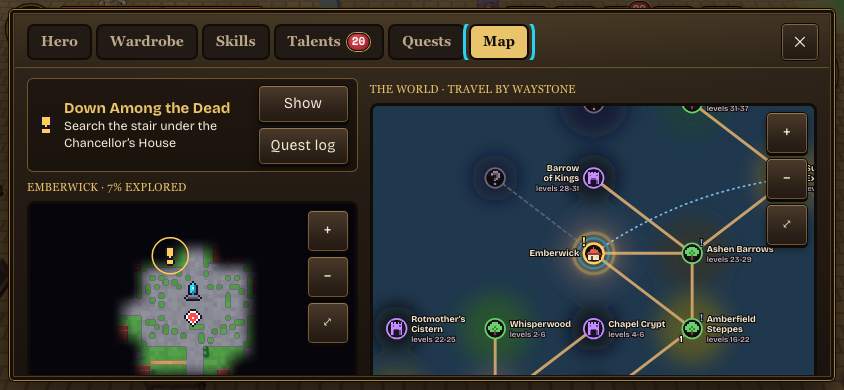 Hero
Wardrobe
Skills
Talents 20
Quests
Map
×
Down Among the Dead
Search the stair under the
Chancellor's House
Show
Quest log
EMBERWICK · 7% EXPLORED
+
−
THE WORLD · TRAVEL BY WAYSTONE
?
levels 31-37
+
−
?
Barrow
of Kings
levels 28-31
Emberwick
!
Ashen Barrows
levels 23-29
Rotmother's
Cistern
levels 22-25
Whisperwood
levels 2-6
Chapel Crypt
levels 4-6
Amberfield
Steppes
levels 16-22